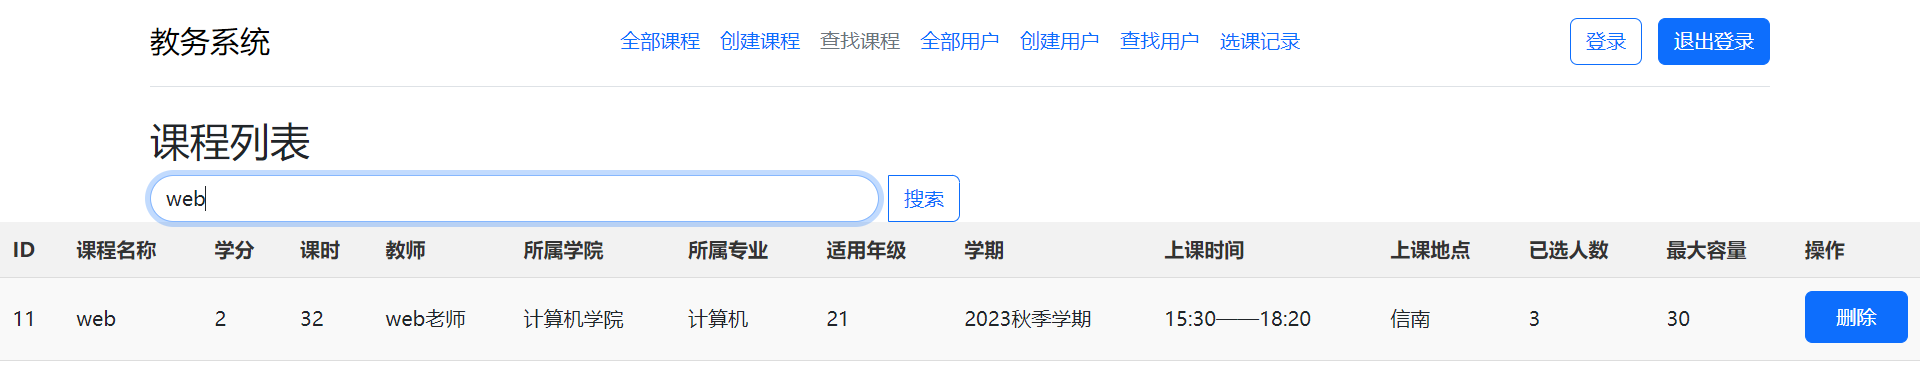 教务系统 全部课程 创建课程 查找课程 全部用户 创建用户 查找用户 选课记录 登录 退出登录
课程列表
web 搜索
ID 课程名称 学分 课时 教师 所属学院 所属专业 适用年级 学期 上课时间 上课地点 已选人数 最大容量 操作
11 web 2 32 web老师 计算机学院 计算机 21 2023秋季学期 15:30——18:20 信南 3 30 删除